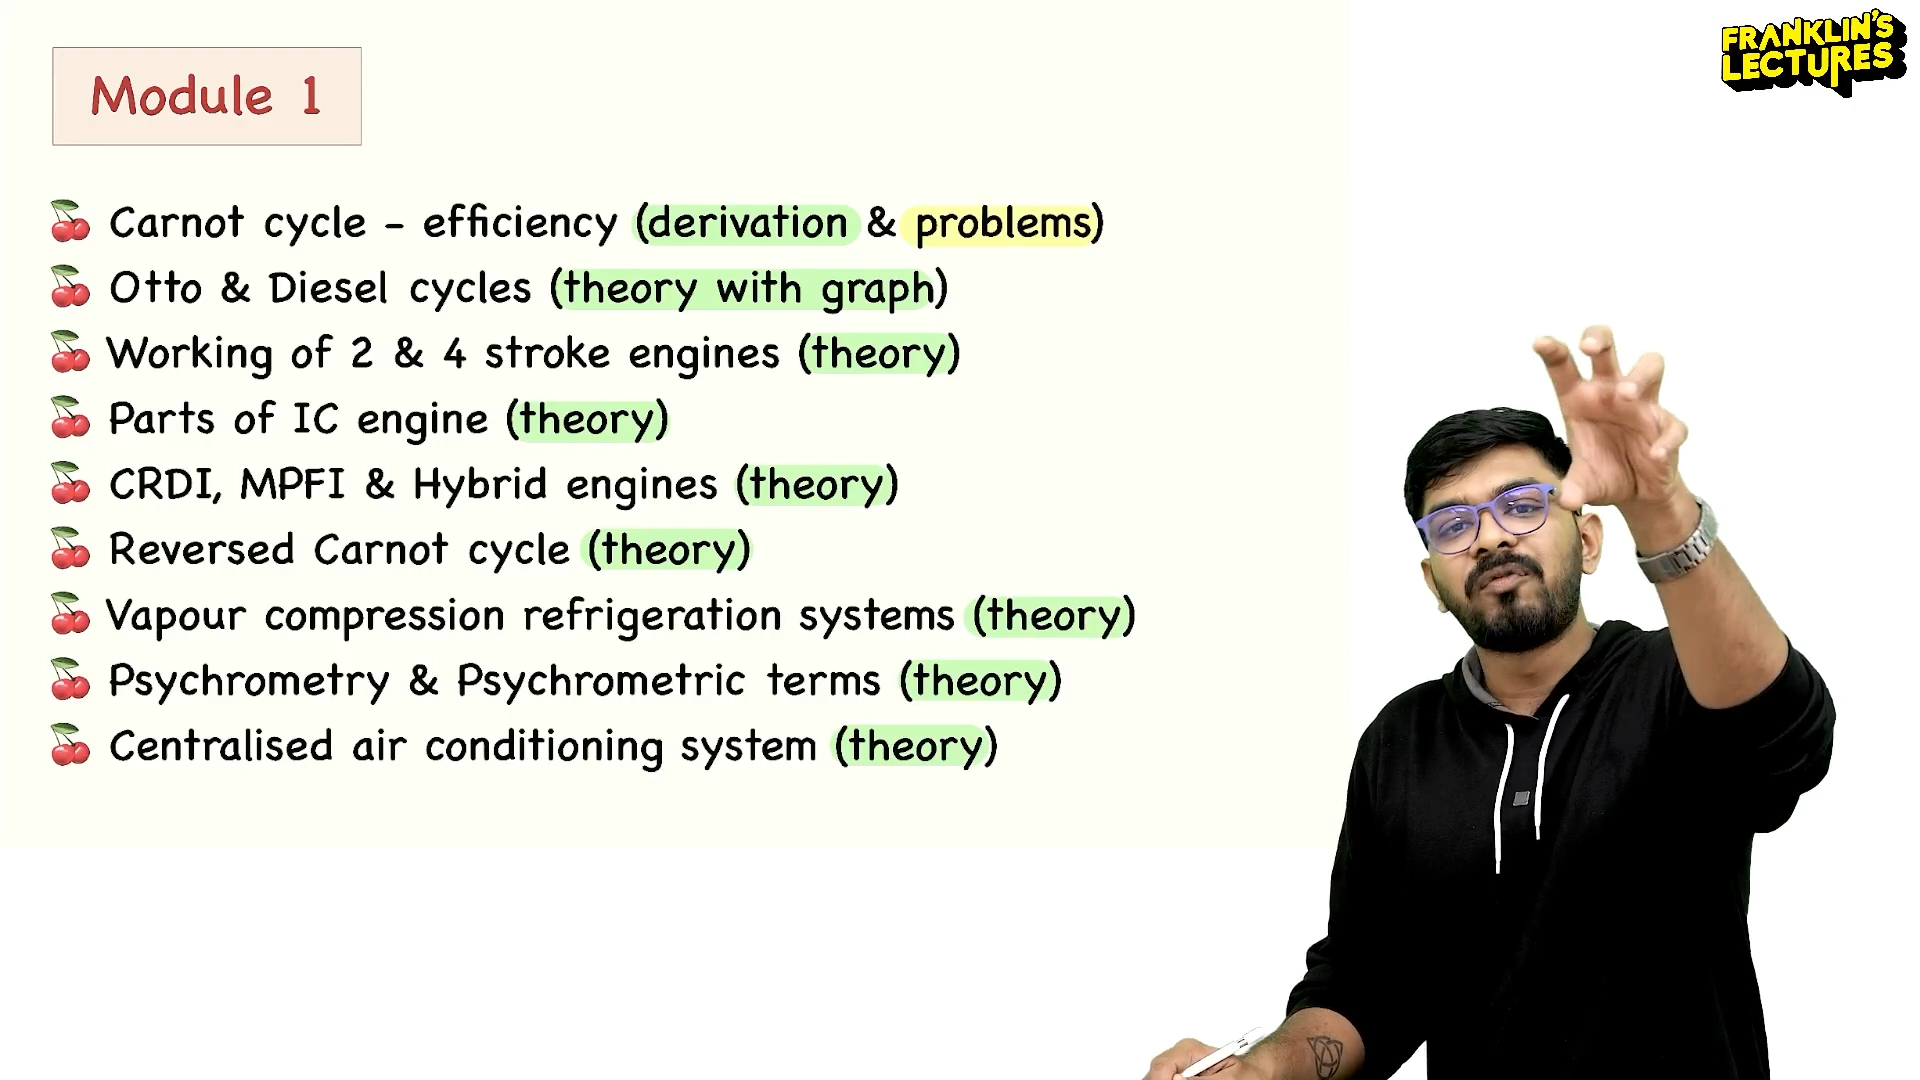 Module 1
FRANKLIN'S
LECTURES
Carnot cycle - efficiency (derivation & problems)
Otto & Diesel cycles (theory with graph)
Working of 2 & 4 stroke engines (theory)
Parts of IC engine (theory)
CRDI, MPFI & Hybrid engines (theory)
Reversed Carnot cycle (theory)
Vapour compression refrigeration systems (theory)
Psychrometry & Psychrometric terms (theory)
Centralised air conditioning system (theory)